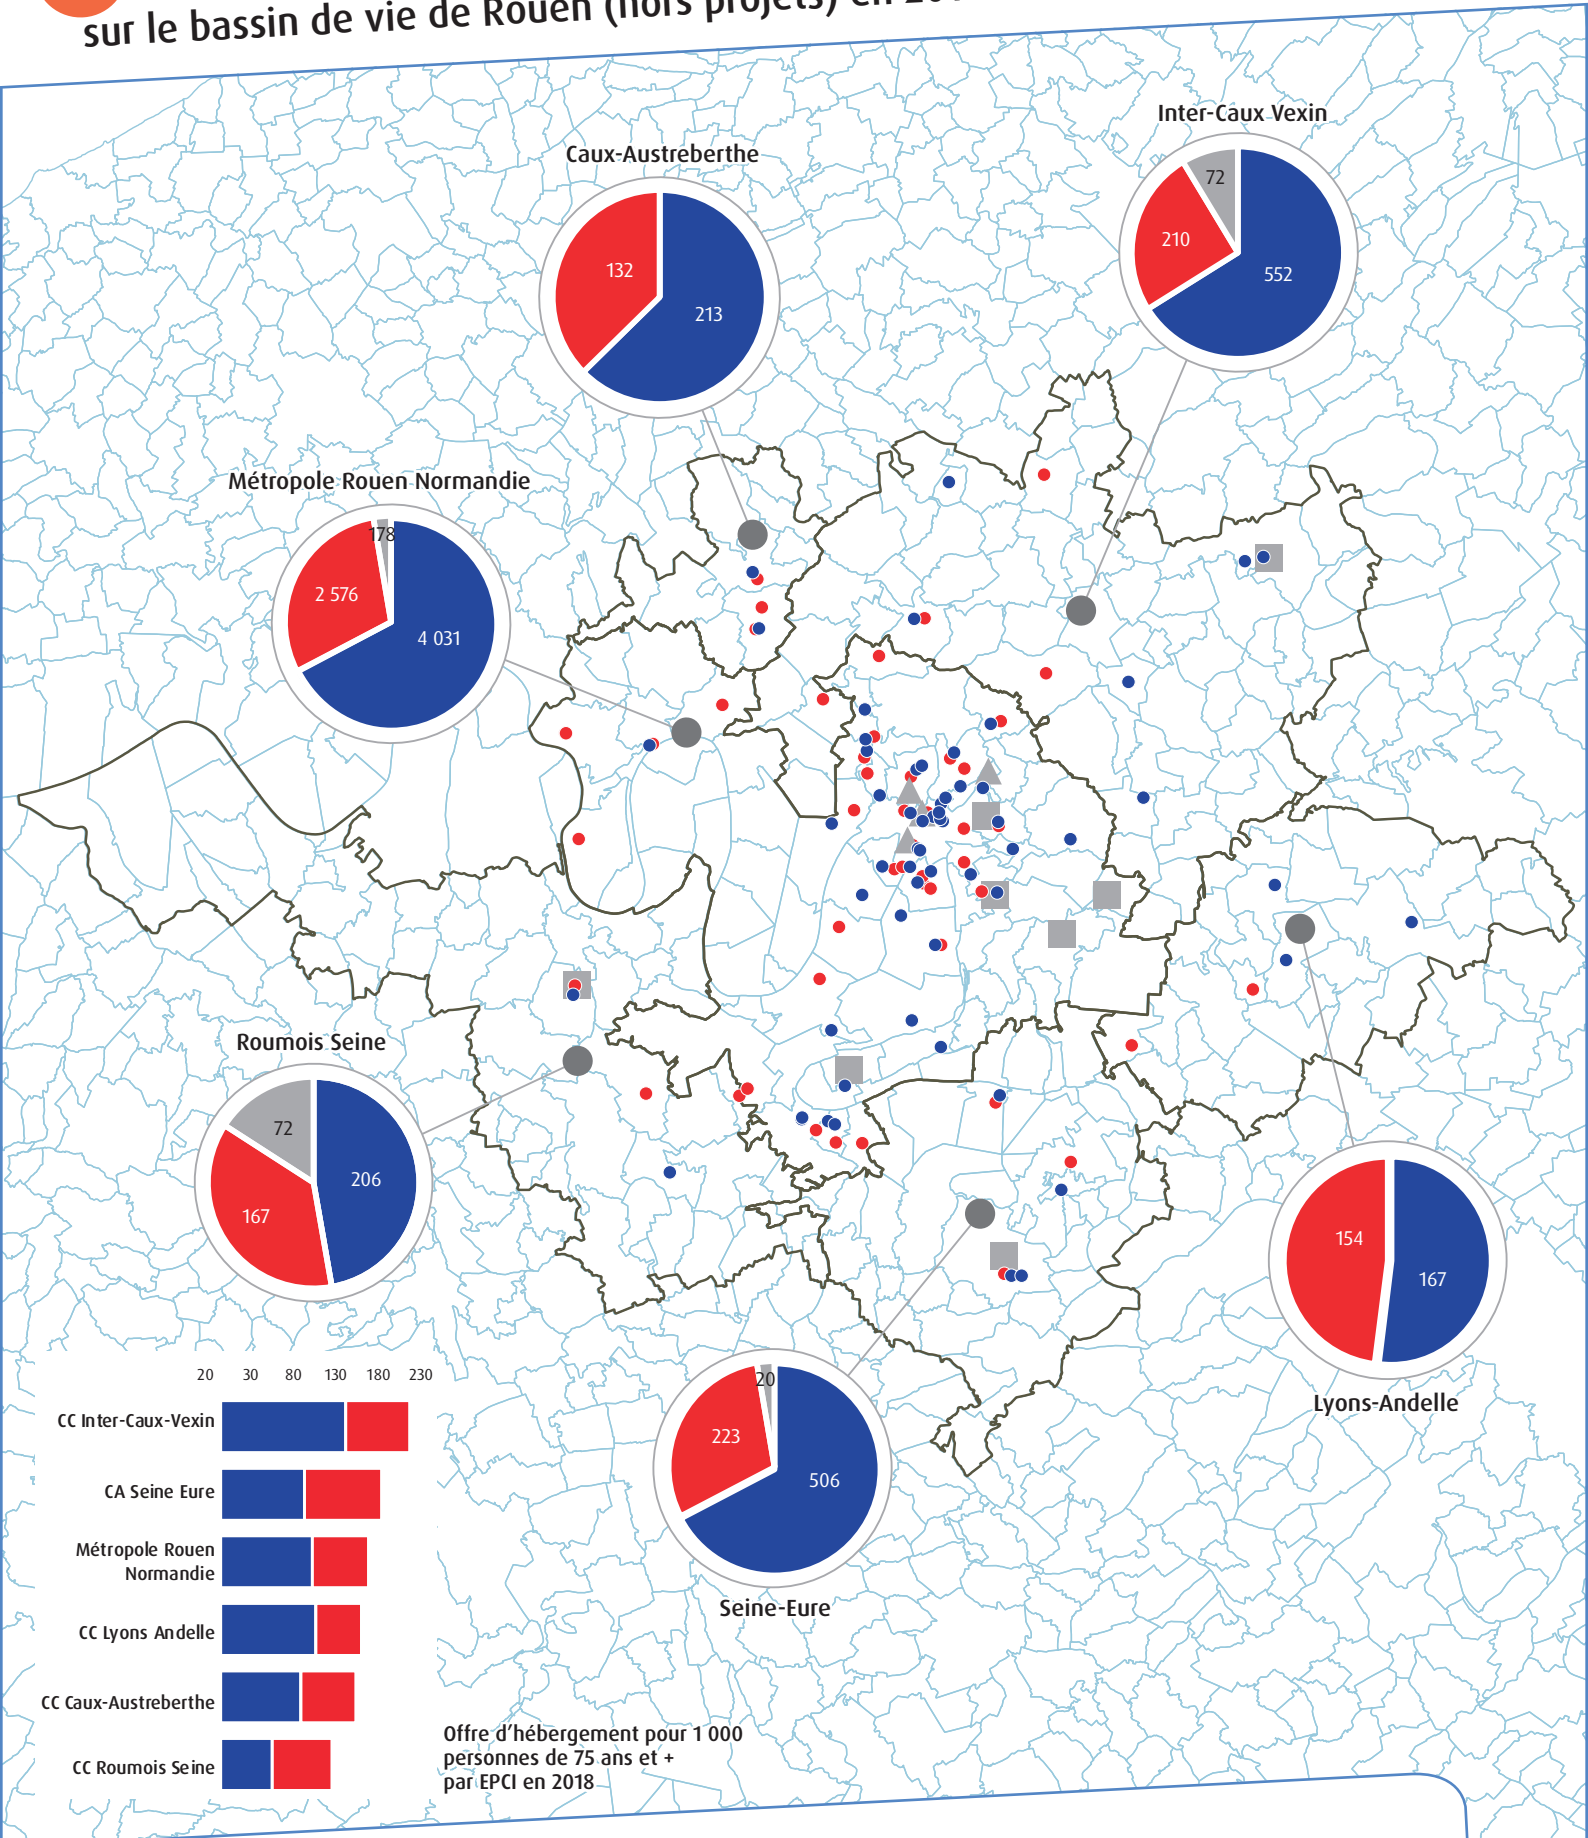 sur le bassin de vie de Rouen (hors projets) en
Inter-Caux Vexin
72
210
552
Caux-Austreberthe
132
213
Métropole Rouen Normandie
178
2 576
4 031
Roumois Seine
72
206
167
154
167
Lyons-Andelle
20
223
506
Seine-Eure
20 30 80 130 180 230
CC Inter-Caux-Vexin
CA Seine Eure
Métropole Rouen
Normandie
CC Lyons Andelle
CC Caux-Austreberthe
CC Roumois Seine
Offre d'hébergement pour 1 000
personnes de 75 ans et +
par EPCI en 2018